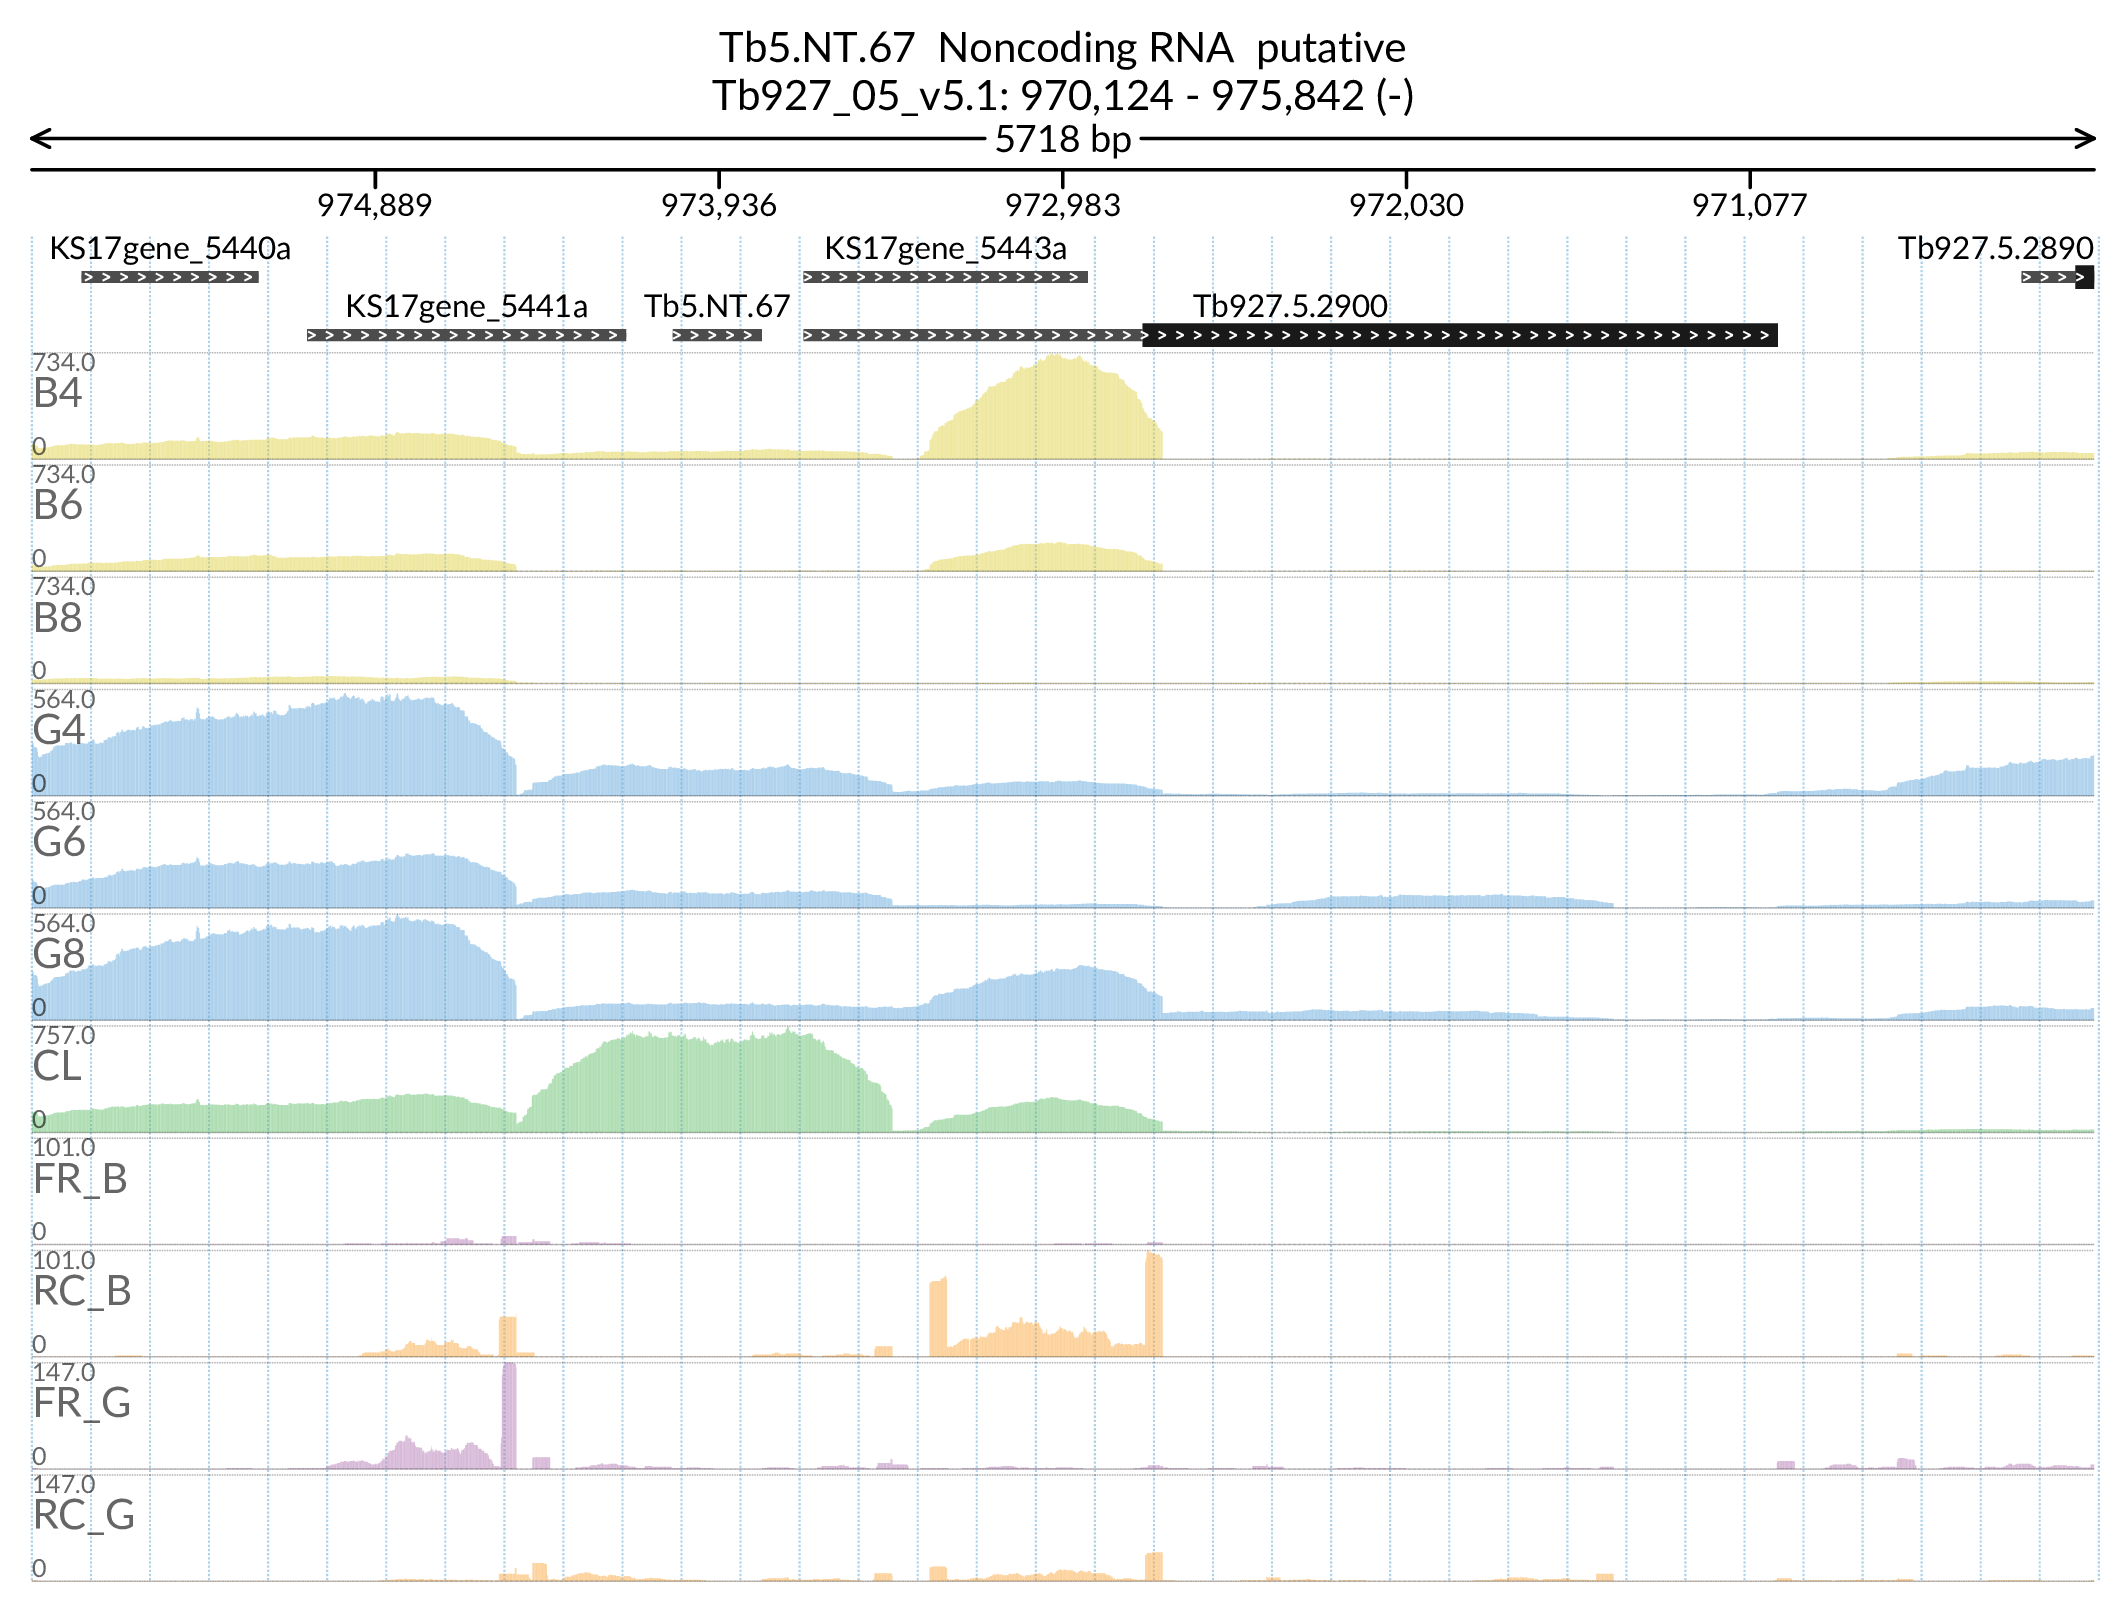 Tb5.NT.67 Noncoding RNA putative
Tb927_05_v5.1: 970,124 - 975,842 (-)
5718 bp
974,889 973,936 972,983 972,030 971,077
KS17gene_5440a KS17gene_5443a Tb927.5.2890
KS17gene_5441a Tb5.NT.67 Tb927.5.2900
734.0
B4
0
734.0
B6
0
734.0
B8
0
564.0
G4
0
564.0
G6
0
564.0
G8
0
757.0
CL
0
101.0
FR_B
0
101.0
RC_B
0
147.0
FR_G
0
147.0
RC_G
0